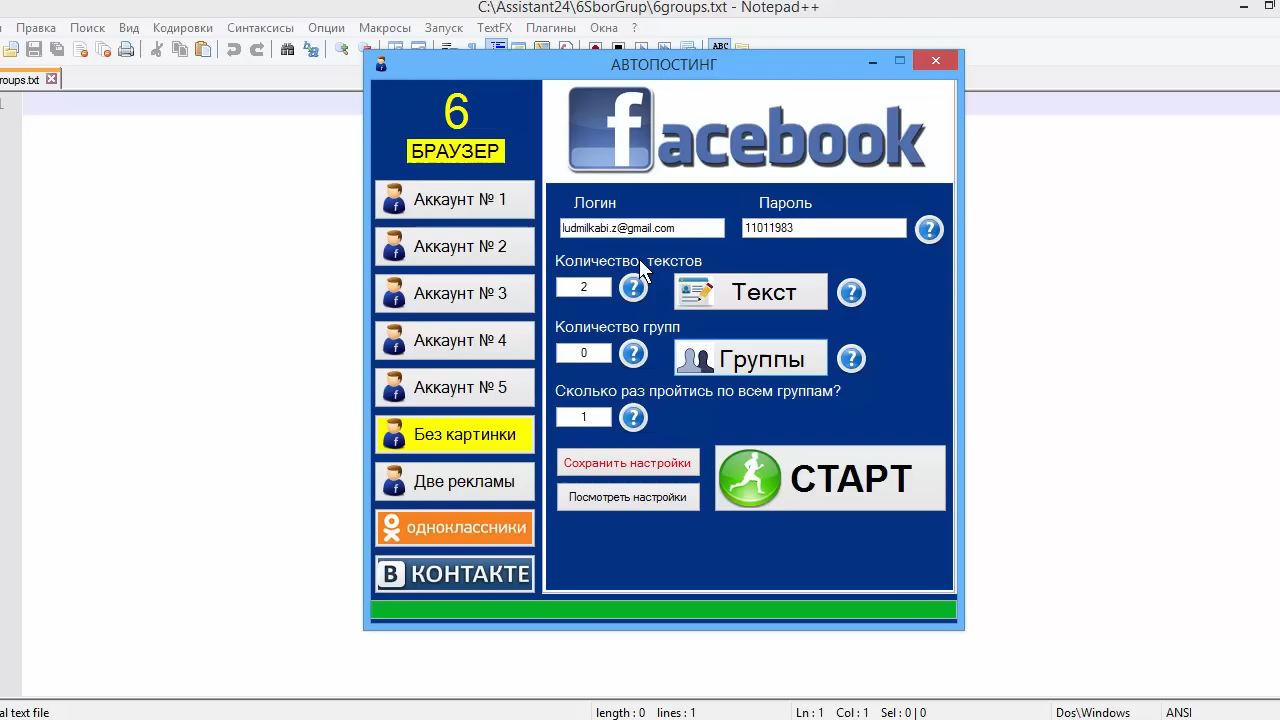 C:\Assistant24\6SborGrup\6groups.txt - Notepad++
Правка Поиск Вид Кодировки Синтаксисы Опции Макросы Запуск TextFX Плагины Окна ?
ABC
roups.txt
1
АВТОПОСТИНГ
6
БРАУЗЕР
facebook
Аккаунт № 1
Аккаунт № 2
Аккаунт № 3
Аккаунт № 4
Аккаунт № 5
Без картинки
Две рекламы
одноклассники
В КОНТАКТЕ
Логин Пароль
ludmilkabi.z@gmail.com 11011983 ?
Количество текстов
2 ? Текст ?
Количество групп
0 ? Группы ?
Сколько раз пройтись по всем группам?
1 ?
Сохранить настройки
Посмотреть настройки
СТАРТ
al text file length : 0 lines : 1 Ln : 1 Col : 1 Sel : 0 | 0 Dos\Windows ANSI